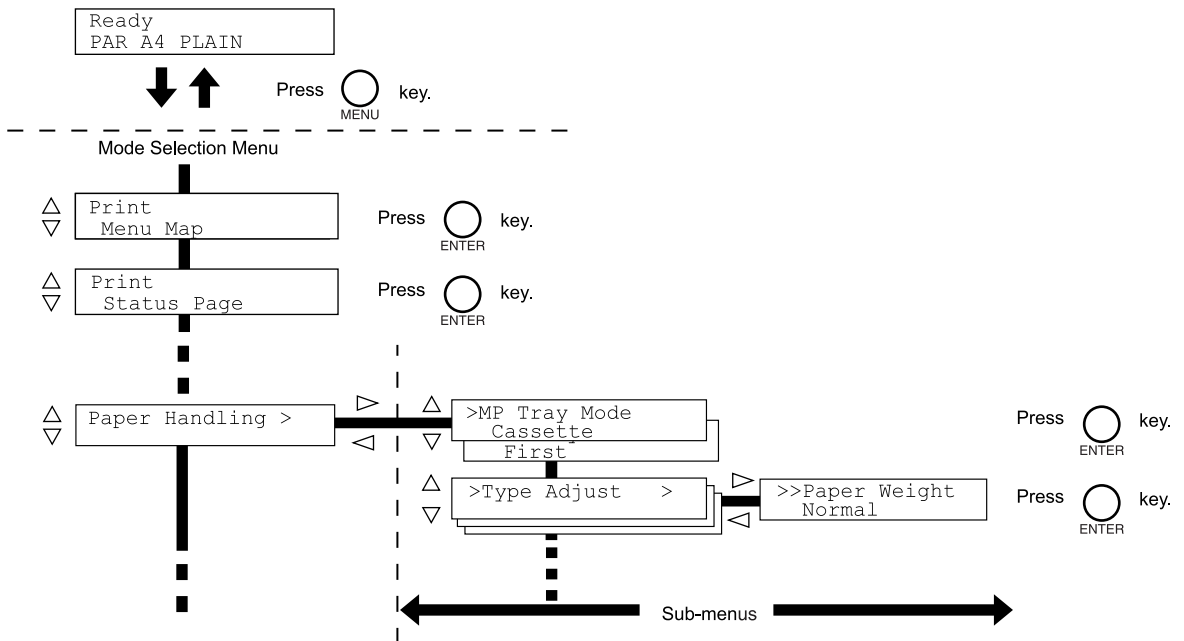 Ready
PAR A4 PLAIN
Press MENU key.
Mode Selection Menu
Print
Menu Map
Press ENTER key.
Print
Status Page
Press ENTER key.
Paper Handling >
>MP Tray Mode
Cassette
First
Press ENTER key.
>Type Adjust >
>>Paper Weight
Normal
Press ENTER key.
Sub-menus